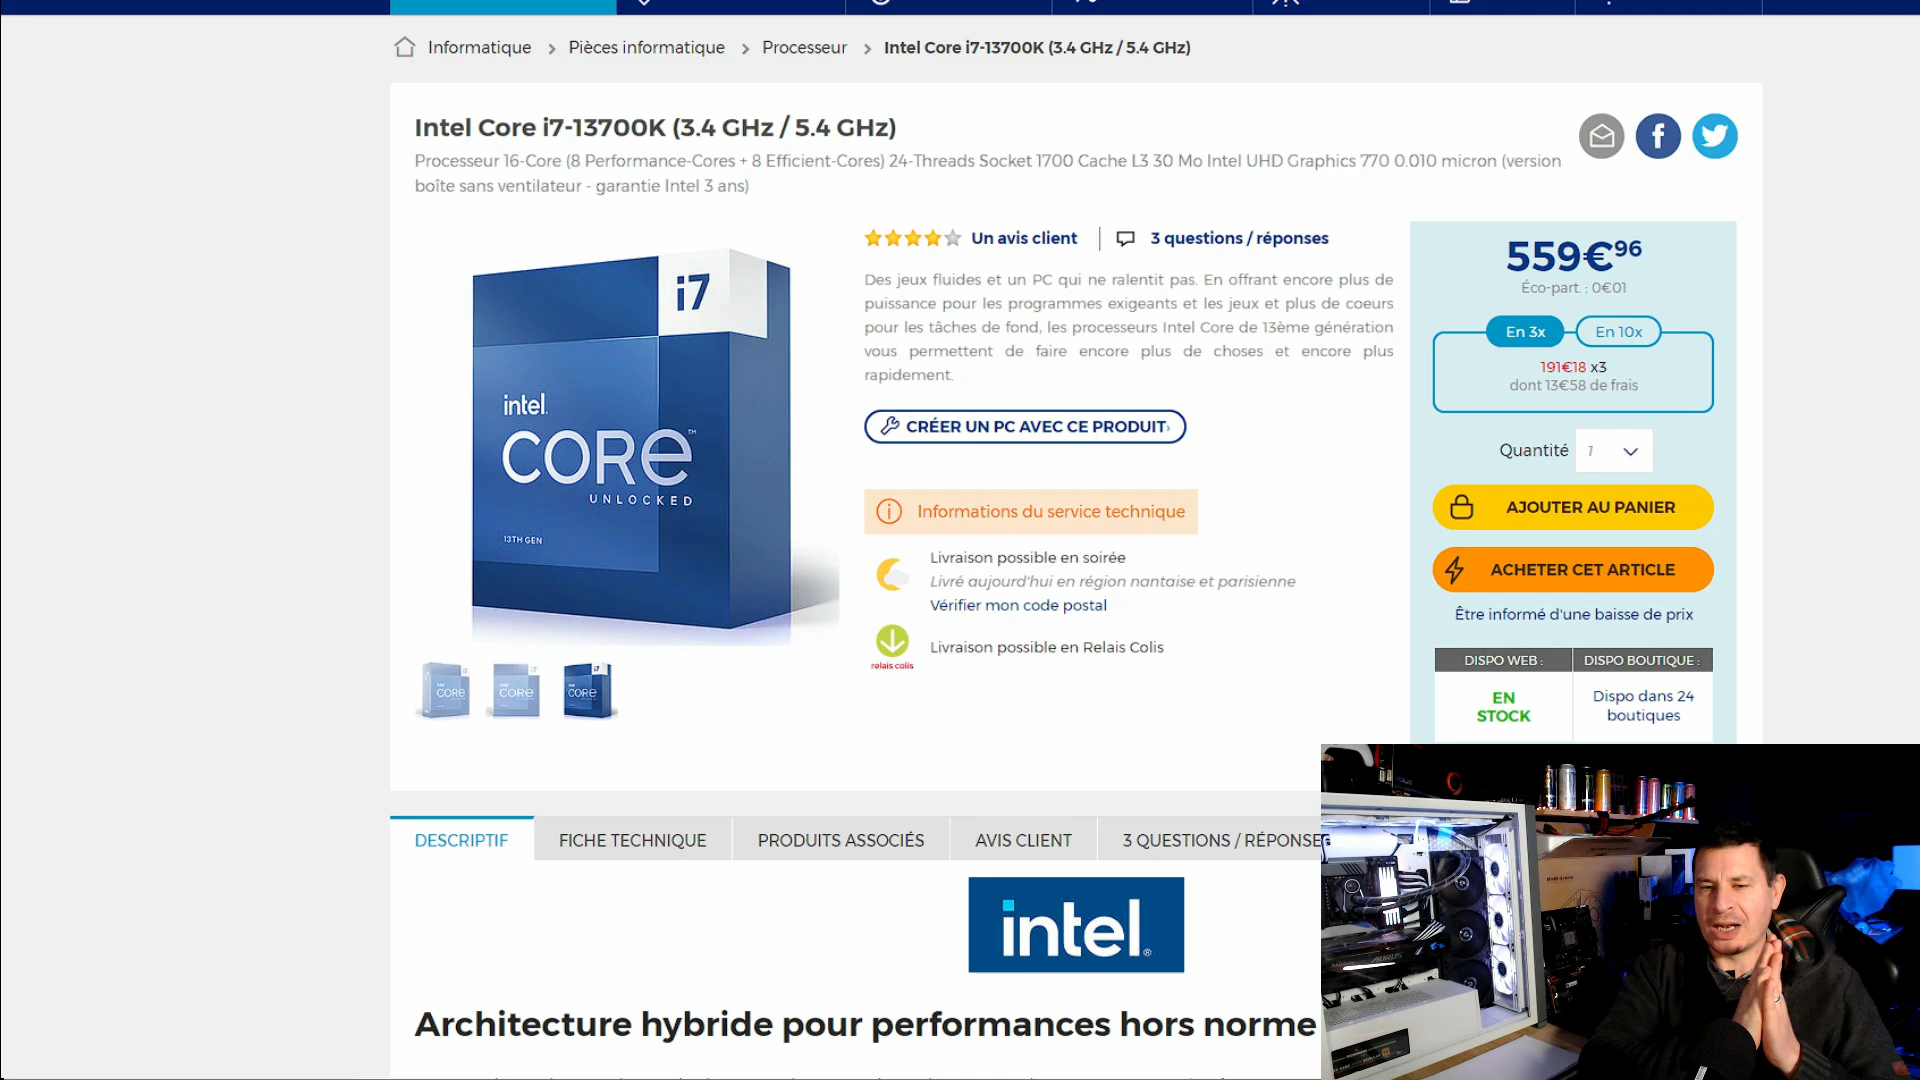 Informatique > Pièces informatique > Processeur > Intel Core i7-13700K (3.4 GHz / 5.4 GHz)
Intel Core i7-13700K (3.4 GHz / 5.4 GHz)
Processeur 16-Core (8 Performance-Cores + 8 Efficient-Cores) 24-Threads Socket 1700 Cache L3 30 Mo Intel UHD Graphics 770 0.010 micron (version
boîte sans ventilateur - garantie Intel 3 ans)
i7
intel.
CORE™
UNLOCKED
13TH GEN
CORE
CORE
CORE
Un avis client
3 questions / réponses
Des jeux fluides et un PC qui ne ralentit pas. En offrant encore plus de
puissance pour les programmes exigeants et les jeux et plus de coeurs
pour les tâches de fond, les processeurs Intel Core de 13ème génération
vous permettent de faire encore plus de choses et encore plus
rapidement.
CRÉER UN PC AVEC CE PRODUIT›
Informations du service technique
Livraison possible en soirée
Livré aujourd'hui en région nantaise et parisienne
Vérifier mon code postal
relais colis
Livraison possible en Relais Colis
559€96
Éco-part. : 0€01
En 3x
En 10x
191€18 x3
dont 13€58 de frais
Quantité 1
AJOUTER AU PANIER
ACHETER CET ARTICLE
Être informé d'une baisse de prix
DISPO WEB :
DISPO BOUTIQUE :
EN
STOCK
Dispo dans 24
boutiques
DESCRIPTIF
FICHE TECHNIQUE
PRODUITS ASSOCIÉS
AVIS CLIENT
3 QUESTIONS / RÉPONSE
intel®
Architecture hybride pour performances hors norme
AORUS